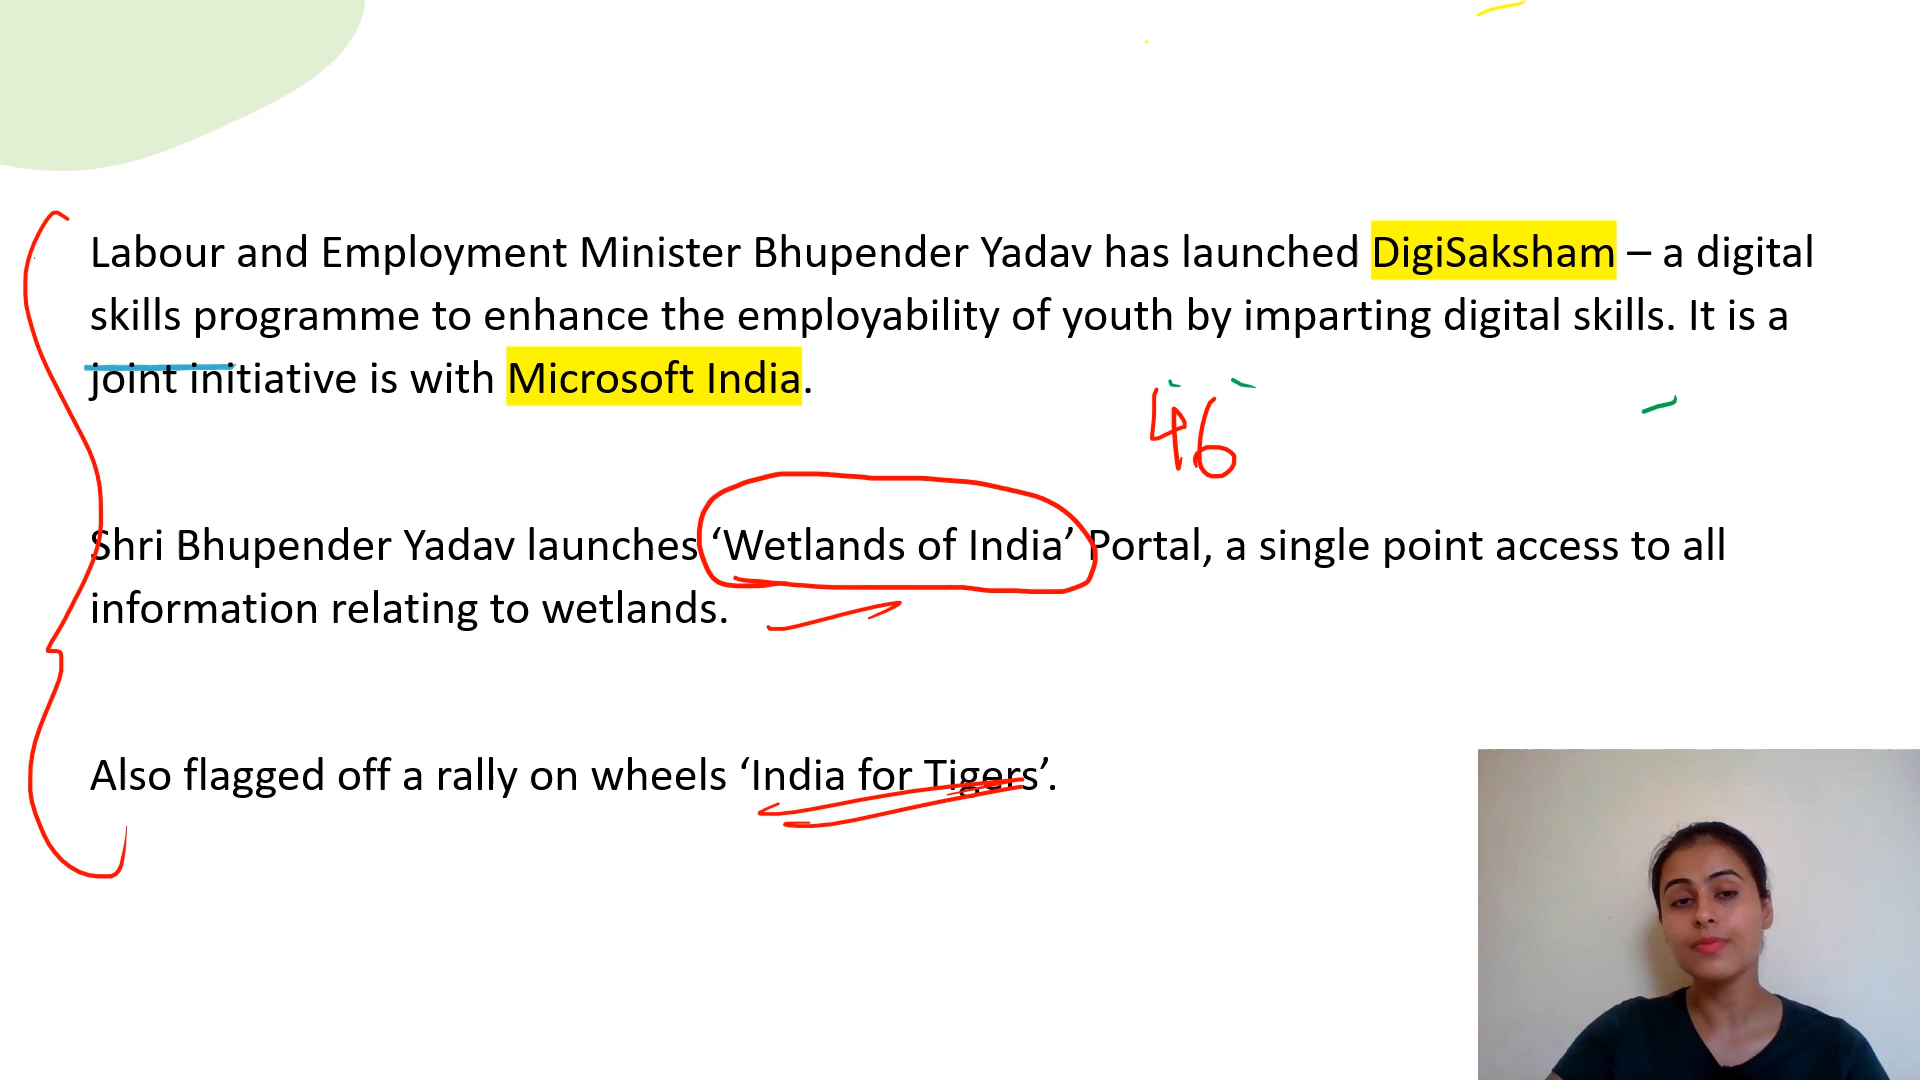 Labour and Employment Minister Bhupender Yadav has launched DigiSaksham – a digital
skills programme to enhance the employability of youth by imparting digital skills. It is a
joint initiative is with Microsoft India.
46
Shri Bhupender Yadav launches ‘Wetlands of India’ Portal, a single point access to all
information relating to wetlands.
Also flagged off a rally on wheels ‘India for Tigers’.